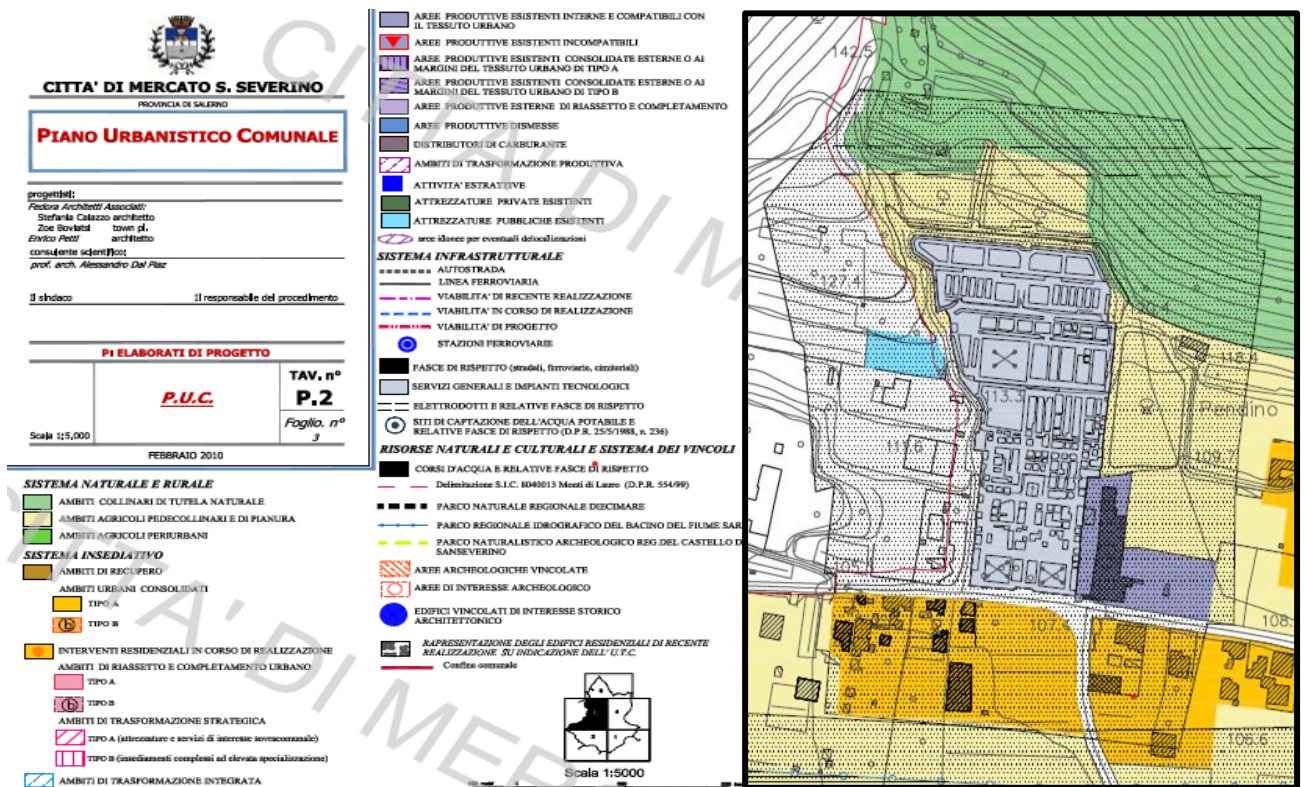 CITTA' DI MERCATO S. SEVERINO
PROVINCIA DI SALERNO
PIANO URBANISTICO COMUNALE
progettisti:
Fedora Architetti Associati:
Stefania Caiazzo architetto
Zoe Boviatsi town pl.
Enrico Petti architetto
consulente scientifico:
prof. arch. Alessandro Dal Piaz
Il sindaco Il responsabile del procedimento
P: ELABORATI DI PROGETTO
P.U.C.
TAV. n°
P.2
Foglio. n°
3
Scala 1:5,000
FEBBRAIO 2010
SISTEMA NATURALE E RURALE
AMBITI COLLINARI DI TUTELA NATURALE
AMBITI AGRICOLI PEDECOLLINARI E DI PIANURA
AMBITI AGRICOLI PERIURBANI
SISTEMA INSEDIATIVO
AMBITI DI RECUPERO
AMBITI URBANI CONSOLIDATI
TIPO A
b TIPO B
INTERVENTI RESIDENZIALI IN CORSO DI REALIZZAZIONE
AMBITI DI RIASSETTO E COMPLETAMENTO URBANO
TIPO A
b TIPO B
AMBITI DI TRASFORMAZIONE STRATEGICA
TIPO A (attrezzature e servizi di interesse sovracomunale)
TIPO B (insediamenti complessi ad elevata specializzazione)
AMBITI DI TRASFORMAZIONE INTEGRATA
AREE PRODUTTIVE ESISTENTI INTERNE E COMPATIBILI CON
IL TESSUTO URBANO
AREE PRODUTTIVE ESISTENTI INCOMPATIBILI
AREE PRODUTTIVE ESISTENTI CONSOLIDATE ESTERNE O AI
MARGINI DEL TESSUTO URBANO DI TIPO A
AREE PRODUTTIVE ESISTENTI CONSOLIDATE ESTERNE O AI
MARGINI DEL TESSUTO URBANO DI TIPO B
AREE PRODUTTIVE ESTERNE DI RIASSETTO E COMPLETAMENTO
AREE PRODUTTIVE DISMESSE
DISTRIBUTORI DI CARBURANTE
AMBITI DI TRASFORMAZIONE PRODUTTIVA
ATTIVITA' ESTRATTIVE
ATTREZZATURE PRIVATE ESISTENTI
ATTREZZATURE PUBBLICHE ESISTENTI
aree idonee per eventuali delocalizzazioni
SISTEMA INFRASTRUTTURALE
AUTOSTRADA
LINEA FERROVIARIA
VIABILITA' DI RECENTE REALIZZAZIONE
VIABILITA' IN CORSO DI REALIZZAZIONE
VIABILITA' DI PROGETTO
STAZIONI FERROVIARIE
FASCE DI RISPETTO (stradali, ferroviarie, cimiteriali)
SERVIZI GENERALI E IMPIANTI TECNOLOGICI
ELETTRODOTTI E RELATIVE FASCE DI RISPETTO
SITI DI CAPTAZIONE DELL'ACQUA POTABILE E
RELATIVE FASCE DI RISPETTO (D.P.R. 25/5/1988, n. 236)
RISORSE NATURALI E CULTURALI E SISTEMA DEI VINCOLI
CORSI D'ACQUA E RELATIVE FASCE DI RISPETTO
Delimitazione S.I.C. 8040013 Monti di Lauro (D.P.R. 554/99)
PARCO NATURALE REGIONALE DIECIMARE
PARCO REGIONALE IDROGRAFICO DEL BACINO DEL FIUME SAR
PARCO NATURALISTICO ARCHEOLOGICO REG.DEL CASTELLO D
SANSEVERINO
AREE ARCHEOLOGICHE VINCOLATE
AREE DI INTERESSE ARCHEOLOGICO
EDIFICI VINCOLATI DI INTERESSE STORICO
ARCHITETTONICO
RAPPRESENTAZIONE DEGLI EDIFICI RESIDENZIALI DI RECENTE
REALIZZAZIONE SU INDICAZIONE DELL' U.T.C.
Confine comunale
Scala 1:5000
CITTA' DI ME
CITTA' DI MER
142.5
127.4
113.3
118.4
Pendino
111.6
109.7
107.
108.
106.6